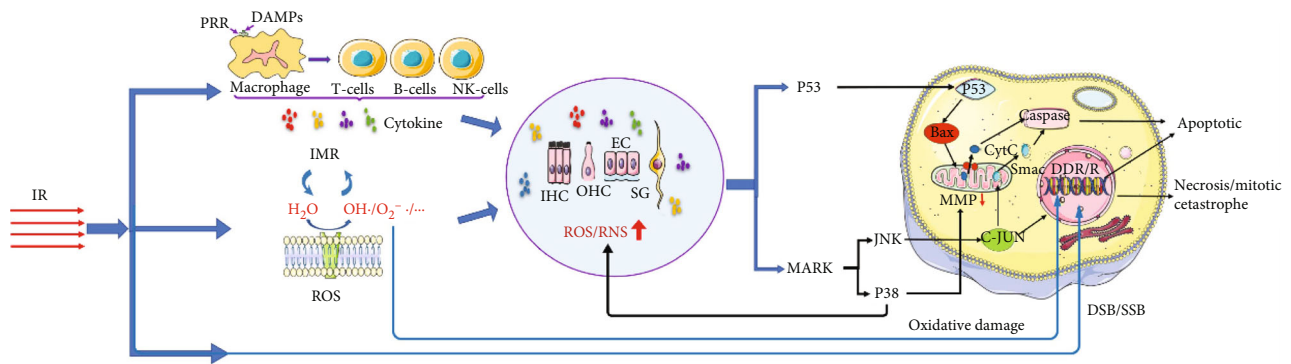 IR
PRR
DAMPs
Macrophage
T-cells
B-cells
NK-cells
Cytokine
IMR
H₂O
OH·/O₂⁻·/···
ROS
IHC
OHC
EC
SG
ROS/RNS
P53
MARK
JNK
P38
P53
Bax
Caspase
CytC
Smac
MMP
C-JUN
DDR/R
Apoptotic
Necrosis/mitotic
cetastrophe
Oxidative damage
DSB/SSB